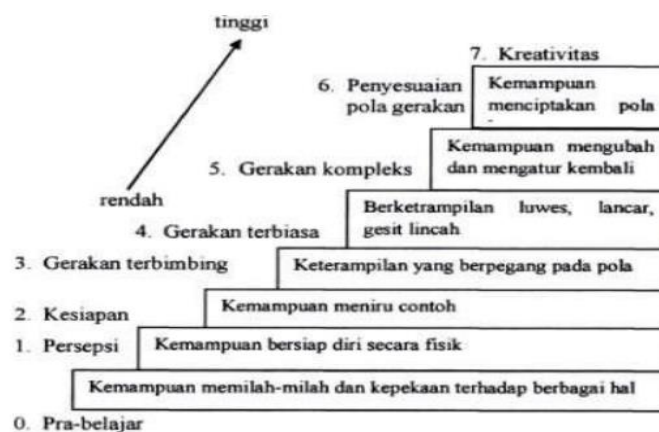 tinggi
7. Kreativitas
Kemampuan
menciptakan pola
6. Penyesuaian
pola gerakan
Kemampuan mengubah
dan mengatur kembali
5. Gerakan kompleks
rendah
Berketrampilan luwes, lancar,
gesit lincah
4. Gerakan terbiasa
3. Gerakan terbimbing
Keterampilan yang berpegang pada pola
2. Kesiapan
Kemampuan meniru contoh
1. Persepsi
Kemampuan bersiap diri secara fisik
Kemampuan memilah-milah dan kepekaan terhadap berbagai hal
0. Pra-belajar